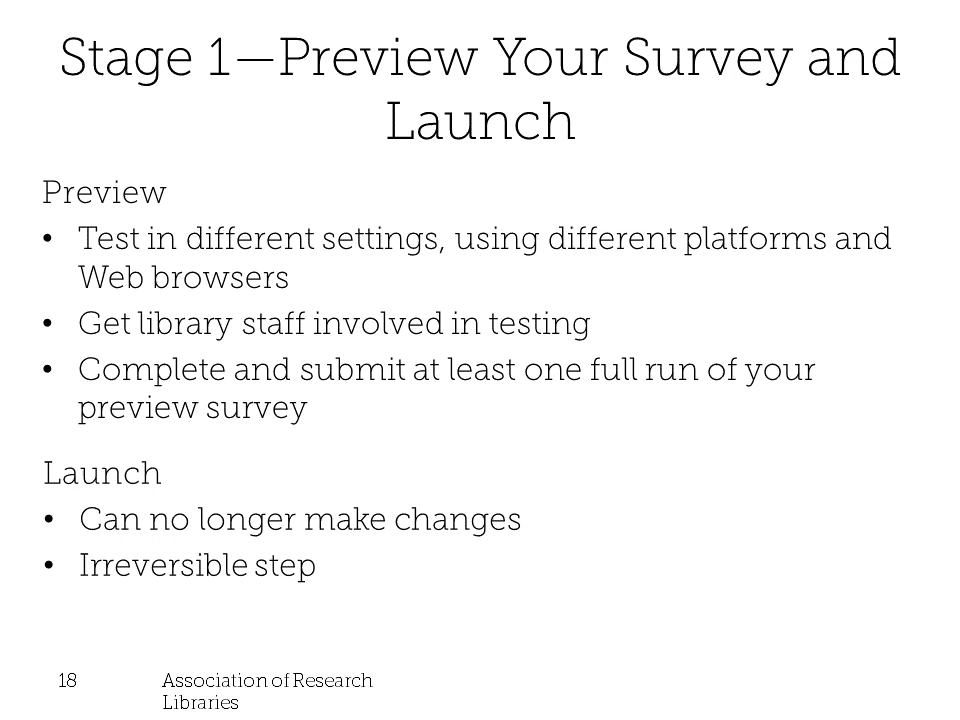 Stage 1—Preview Your Survey and
Launch
Preview
• Test in different settings, using different platforms and
Web browsers
• Get library staff involved in testing
• Complete and submit at least one full run of your
preview survey
Launch
• Can no longer make changes
• Irreversible step
18 Association of Research
Libraries